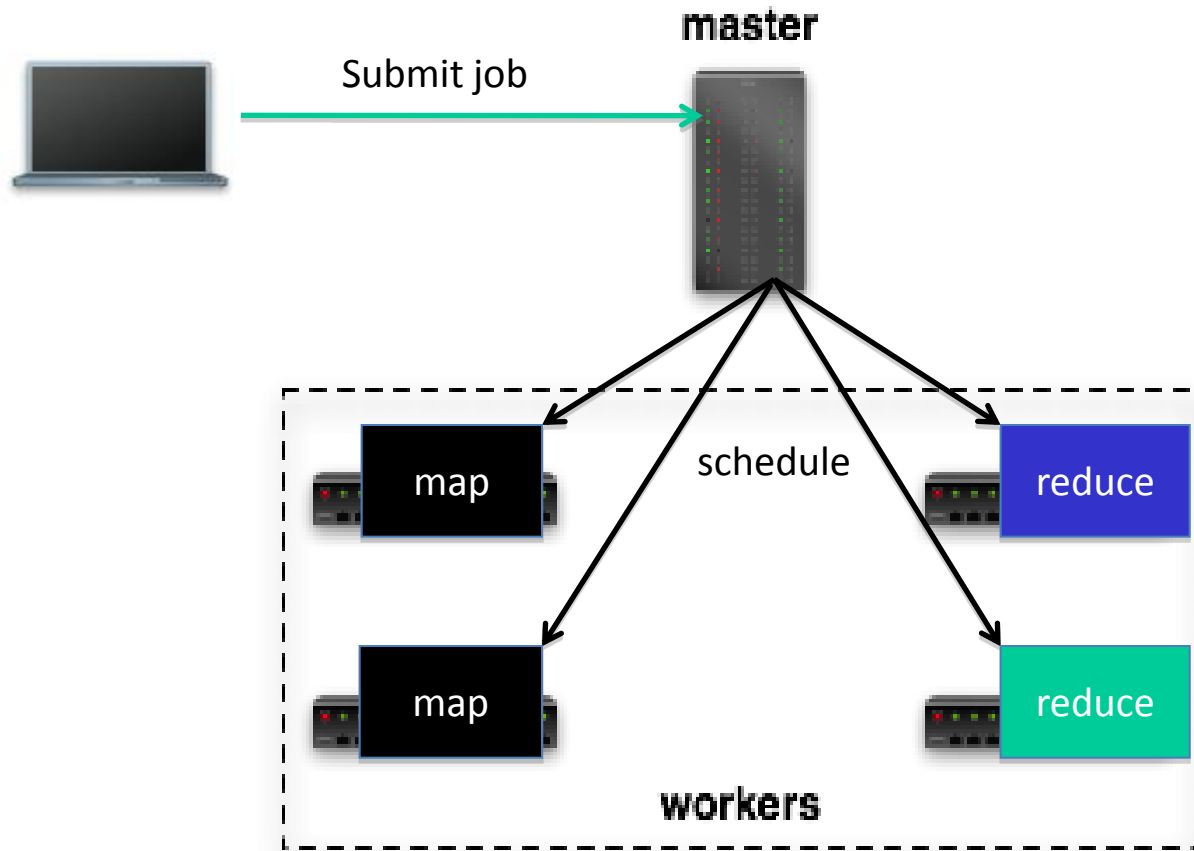 master
Submit job
map
schedule
reduce
map
reduce
workers